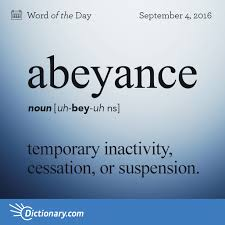 Word of the Day September 4, 2016
abeyance
noun [uh-bey-uh ns]
temporary inactivity,
cessation, or suspension.
Dictionary.com